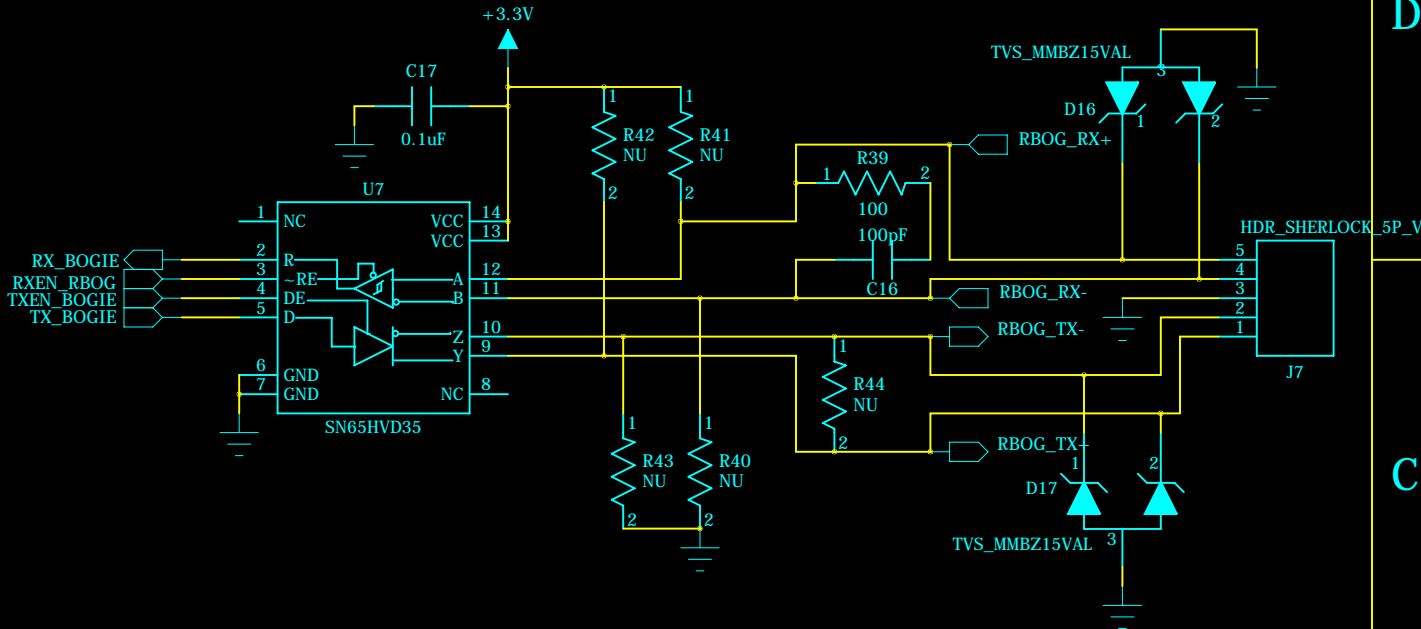 D
+3.3V
TVS_MMBZ15VAL
C17
3
0.1uF
1
1
R42
NU
R41
NU
2
2
D16
1
2
RBOG_RX+
R39
1
2
100
U7
1
NC
VCC
14
VCC
13
100pF
HDR_SHERLOCK_5P_V
RX_BOGIE
2
R
5
RXEN_RBOG
3
~RE
A
12
4
TXEN_BOGIE
4
DE
B
11
C16
RBOG_RX-
3
TX_BOGIE
5
D
2
Z
10
RBOG_TX-
1
Y
9
1
6
GND
J7
7
GND
NC
8
R44
NU
2
SN65HVD35
1
1
RBOG_TX+
R43
NU
R40
NU
1
2
D17
C
2
2
TVS_MMBZ15VAL
3